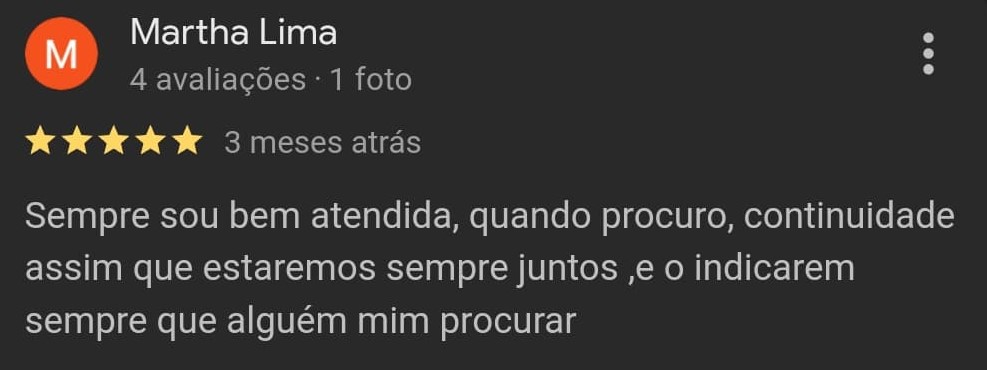 M
Martha Lima
4 avaliações · 1 foto
3 meses atrás
Sempre sou bem atendida, quando procuro, continuidade
assim que estaremos sempre juntos ,e o indicarem
sempre que alguém mim procurar